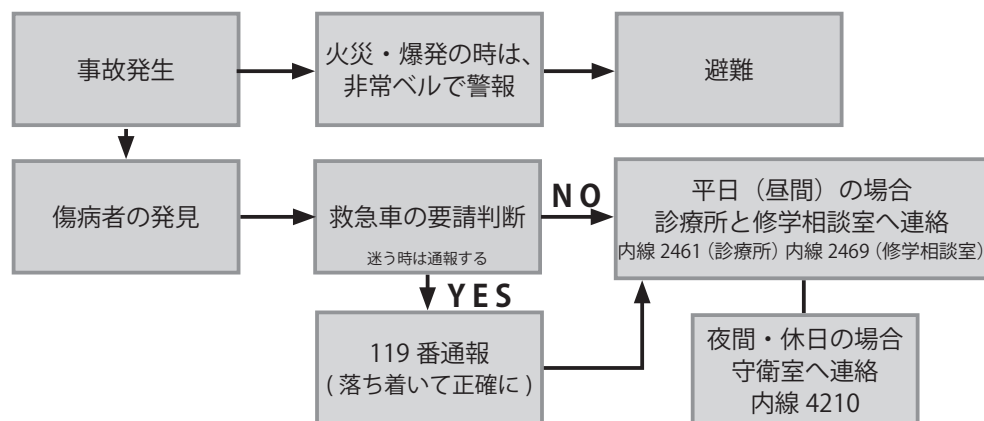 事故発生
火災・爆発の時は、
非常ベルで警報
避難
傷病者の発見
救急車の要請判断
迷う時は通報する
NO
平日（昼間）の場合
診療所と修学相談室へ連絡
内線 2461（診療所）内線 2469（修学相談室）
YES
119 番通報
( 落ち着いて正確に )
夜間・休日の場合
守衛室へ連絡
内線 4210